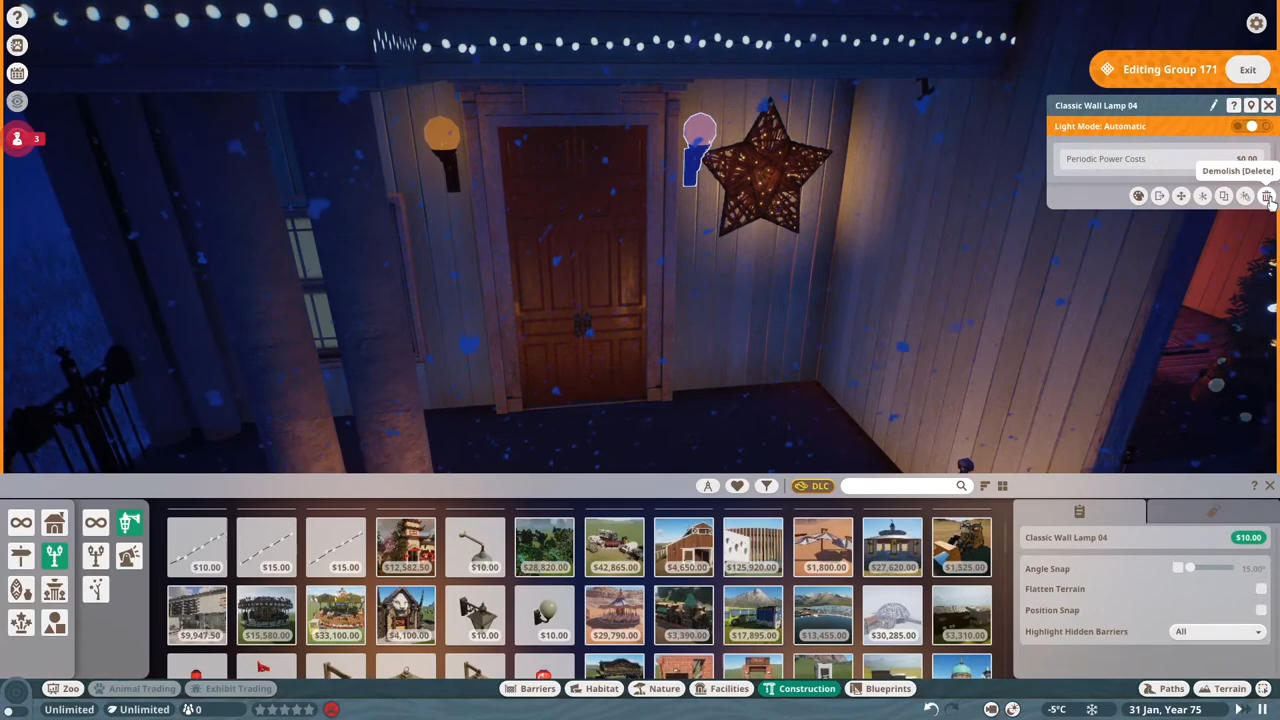 ?
3
Editing Group 171
Exit
Classic Wall Lamp 04
?
Light Mode: Automatic
Periodic Power Costs
$0.00
Demolish [Delete]
DLC
?
$10.00
$15.00
$15.00
$12,582.50
$10.00
$28,820.00
$42,865.00
$4,650.00
$125,920.00
$1,800.00
$27,620.00
$1,525.00
$9,947.50
$15,580.00
$33,100.00
$4,100.00
$10.00
$10.00
$29,790.00
$3,390.00
$17,895.00
$13,455.00
$30,285.00
$3,310.00
Classic Wall Lamp 04
$10.00
Angle Snap
15.00°
Flatten Terrain
Position Snap
Highlight Hidden Barriers
All
Zoo
Animal Trading
Exhibit Trading
Barriers
Habitat
Nature
Facilities
Construction
Blueprints
Paths
Terrain
Unlimited
Unlimited
0
-5°C
31 Jan, Year 75